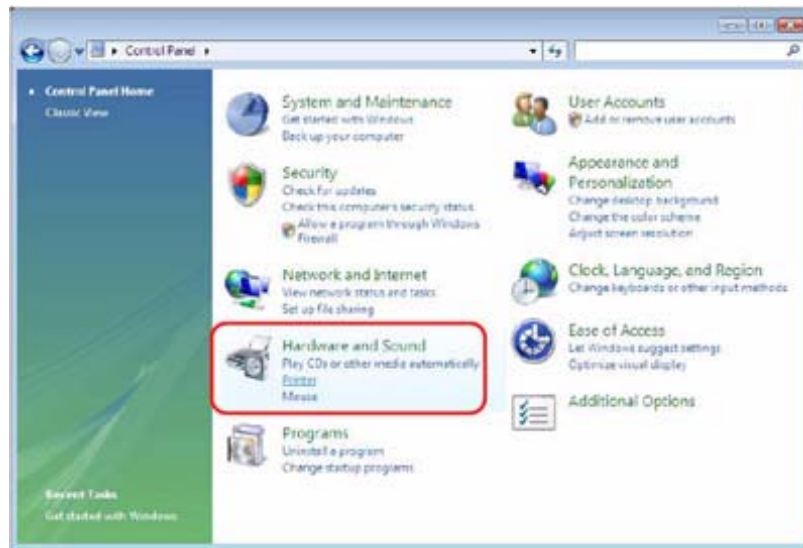 Control Panel
Control Panel Home
Classic View
System and Maintenance
Get started with Windows
Back up your computer
Security
Check for updates
Check this computer's security status
Allow a program through Windows
Firewall
Network and Internet
View network status and tasks
Set up file sharing
Hardware and Sound
Play CDs or other media automatically
Printer
Mouse
Programs
Uninstall a program
Change startup programs
User Accounts
Add or remove user accounts
Appearance and
Personalization
Change desktop background
Change the color scheme
Adjust screen resolution
Clock, Language, and Region
Change keyboards or other input methods
Ease of Access
Let Windows suggest settings
Optimize visual display
Additional Options
Recent Tasks
Get started with Windows